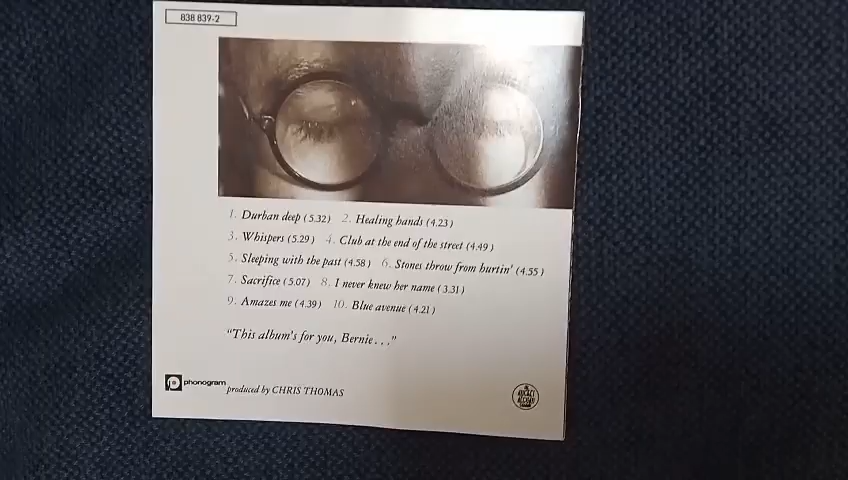 838 839-2
1. Durban deep (5.32) 2. Healing hands (4.23)
3. Whispers (5.29) 4. Club at the end of the street (4.49)
5. Sleeping with the past (4.58) 6. Stones throw from hurtin' (4.55)
7. Sacrifice (5.07) 8. I never knew her name (3.31)
9. Amazes me (4.39) 10. Blue avenue (4.21)
"This album's for you, Bernie..."
phonogram
produced by CHRIS THOMAS
THE ROCKET RECORD